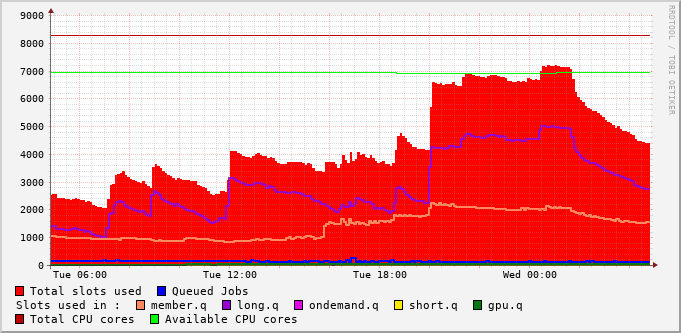 9000
8000
7000
6000
5000
4000
3000
2000
1000
0
Tue 06:00 Tue 12:00 Tue 18:00 Wed 00:00
Total slots used Queued Jobs
Slots used in : member.q long.q ondemand.q short.q gpu.q
Total CPU cores Available CPU cores
RRDTOOL / TOBI OETIKER